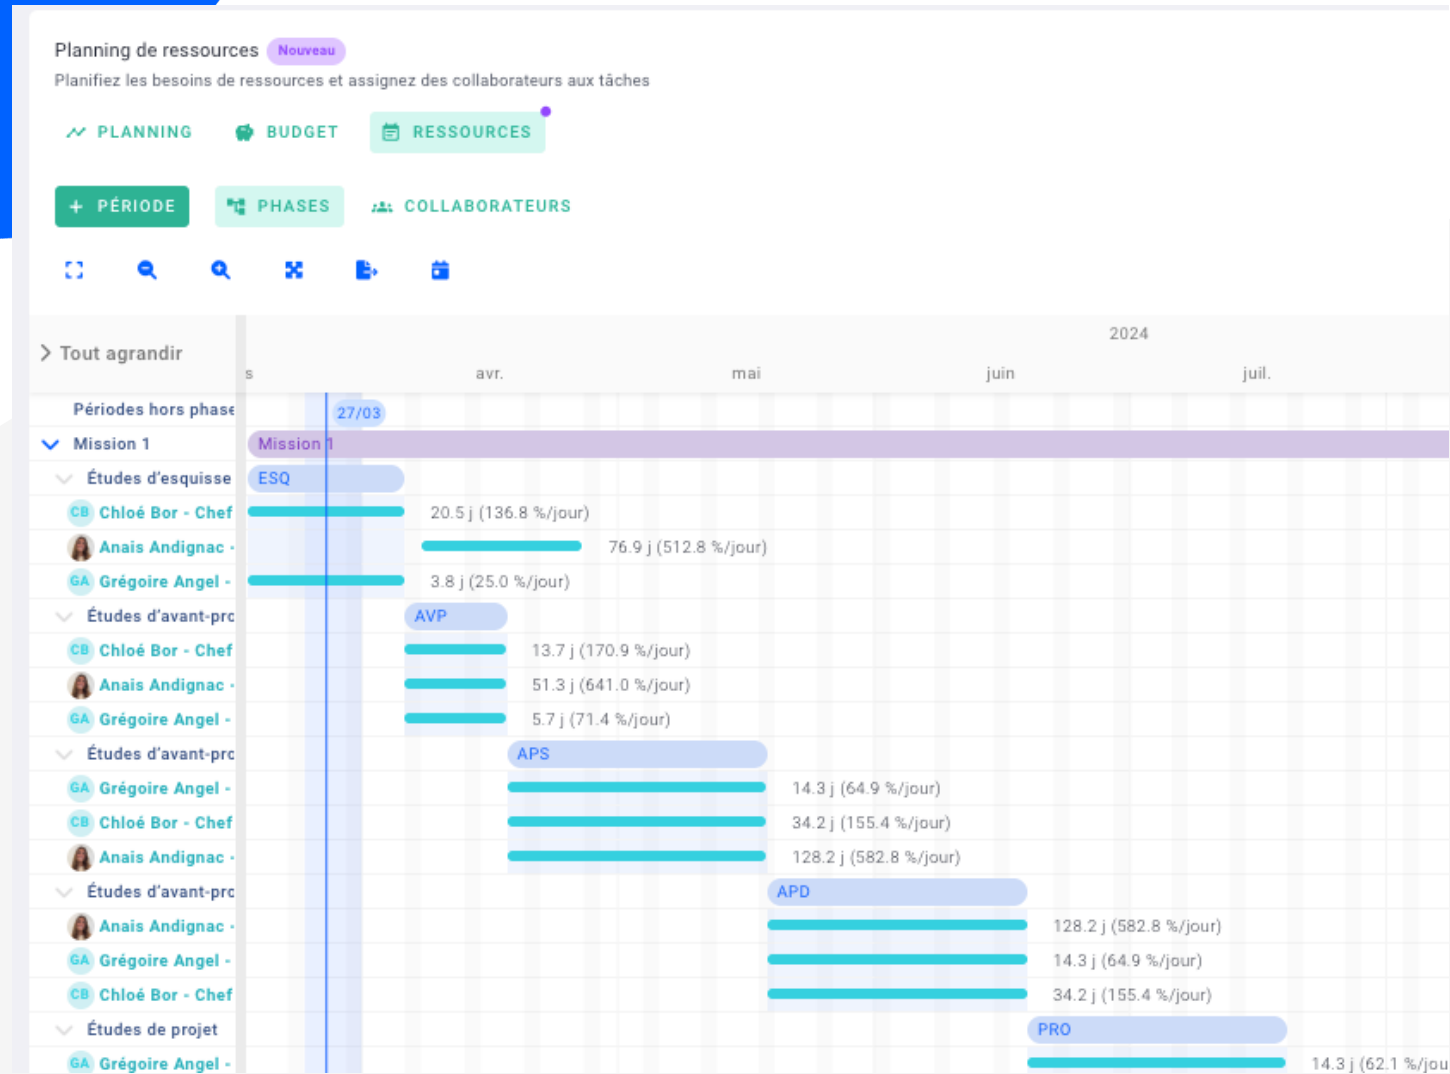 Planning de ressources Nouveau
Planifiez les besoins de ressources et assignez des collaborateurs aux tâches
PLANNING BUDGET RESSOURCES
+ PÉRIODE PHASES COLLABORATEURS
2024
Tout agrandir
s avr. mai juin juil.
Périodes hors phase 27/03
Mission 1 Mission 1
Études d'esquisse ESQ
CB Chloé Bor - Chef 20.5 j (136.8 %/jour)
Anais Andignac - 76.9 j (512.8 %/jour)
GA Grégoire Angel - 3.8 j (25.0 %/jour)
Études d'avant-pro AVP
CB Chloé Bor - Chef 13.7 j (170.9 %/jour)
Anais Andignac - 51.3 j (641.0 %/jour)
GA Grégoire Angel - 5.7 j (71.4 %/jour)
Études d'avant-pro APS
GA Grégoire Angel - 14.3 j (64.9 %/jour)
CB Chloé Bor - Chef 34.2 j (155.4 %/jour)
Anais Andignac - 128.2 j (582.8 %/jour)
Études d'avant-pro APD
Anais Andignac - 128.2 j (582.8 %/jour)
GA Grégoire Angel - 14.3 j (64.9 %/jour)
CB Chloé Bor - Chef 34.2 j (155.4 %/jour)
Études de projet PRO
GA Grégoire Angel - 14.3 j (62.1 %/jou